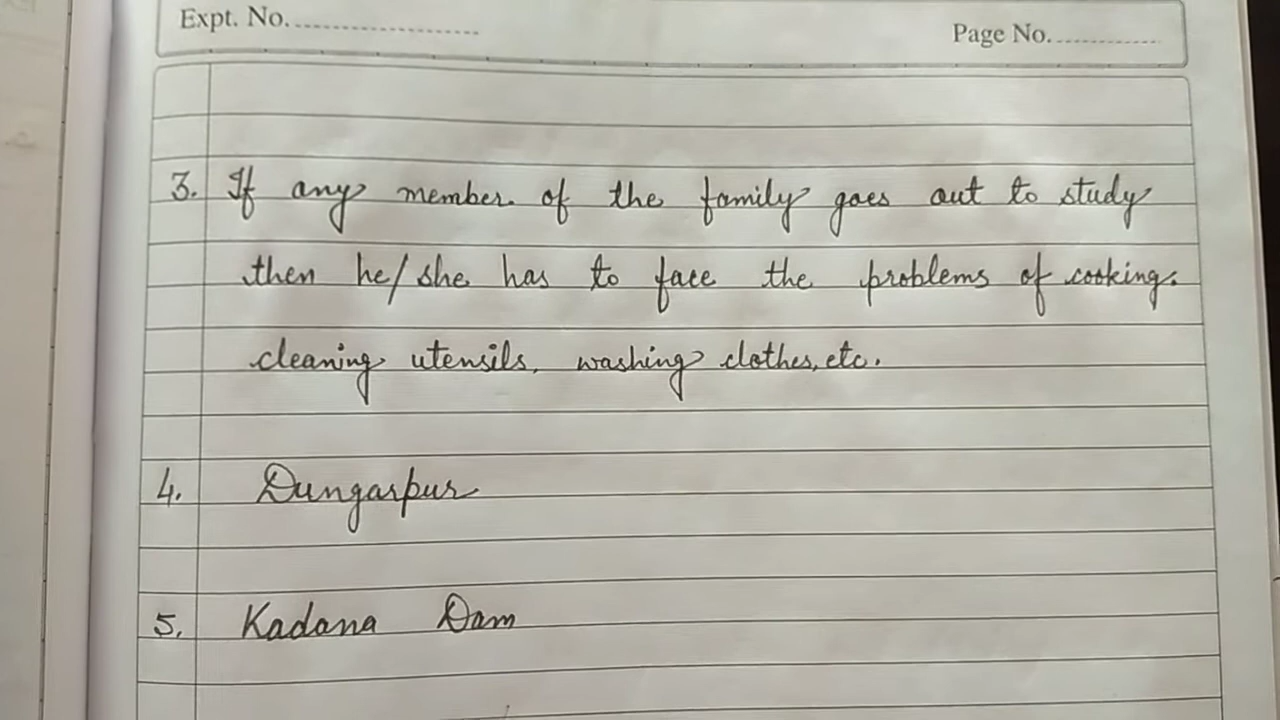 Expt. No.
Page No.
3. If any member of the family goes out to study
then he/she has to face the problems of cooking.
cleaning utensils, washing clothes, etc.
4. Dungarpur
5. Kadana Dam